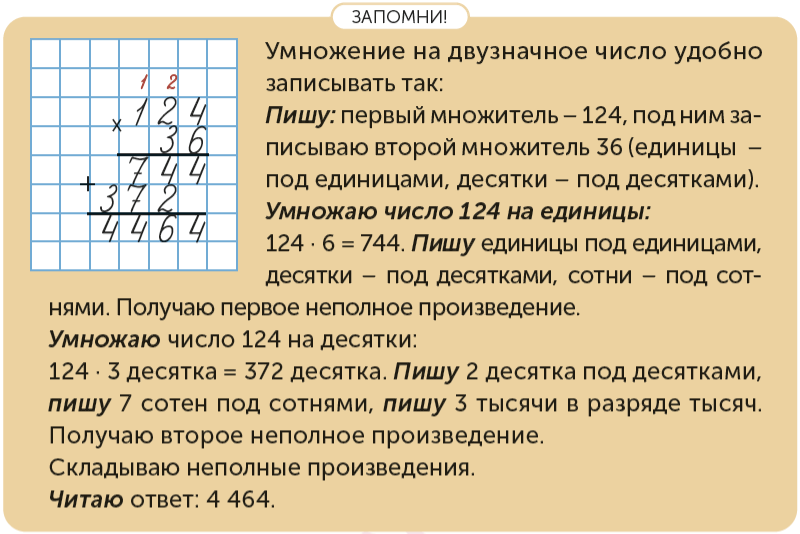 ЗАПОМНИ!
1 2
× 124
36
+ 744
372
4464
Умножение на двузначное число удобно
записывать так:
Пишу: первый множитель – 124, под ним за-
писываю второй множитель 36 (единицы –
под единицами, десятки – под десятками).
Умножаю число 124 на единицы:
124 · 6 = 744. Пишу единицы под единицами,
десятки – под десятками, сотни – под сот-
нями. Получаю первое неполное произведение.
Умножаю число 124 на десятки:
124 · 3 десятка = 372 десятка. Пишу 2 десятка под десятками,
пишу 7 сотен под сотнями, пишу 3 тысячи в разряде тысяч.
Получаю второе неполное произведение.
Складываю неполные произведения.
Читаю ответ: 4 464.